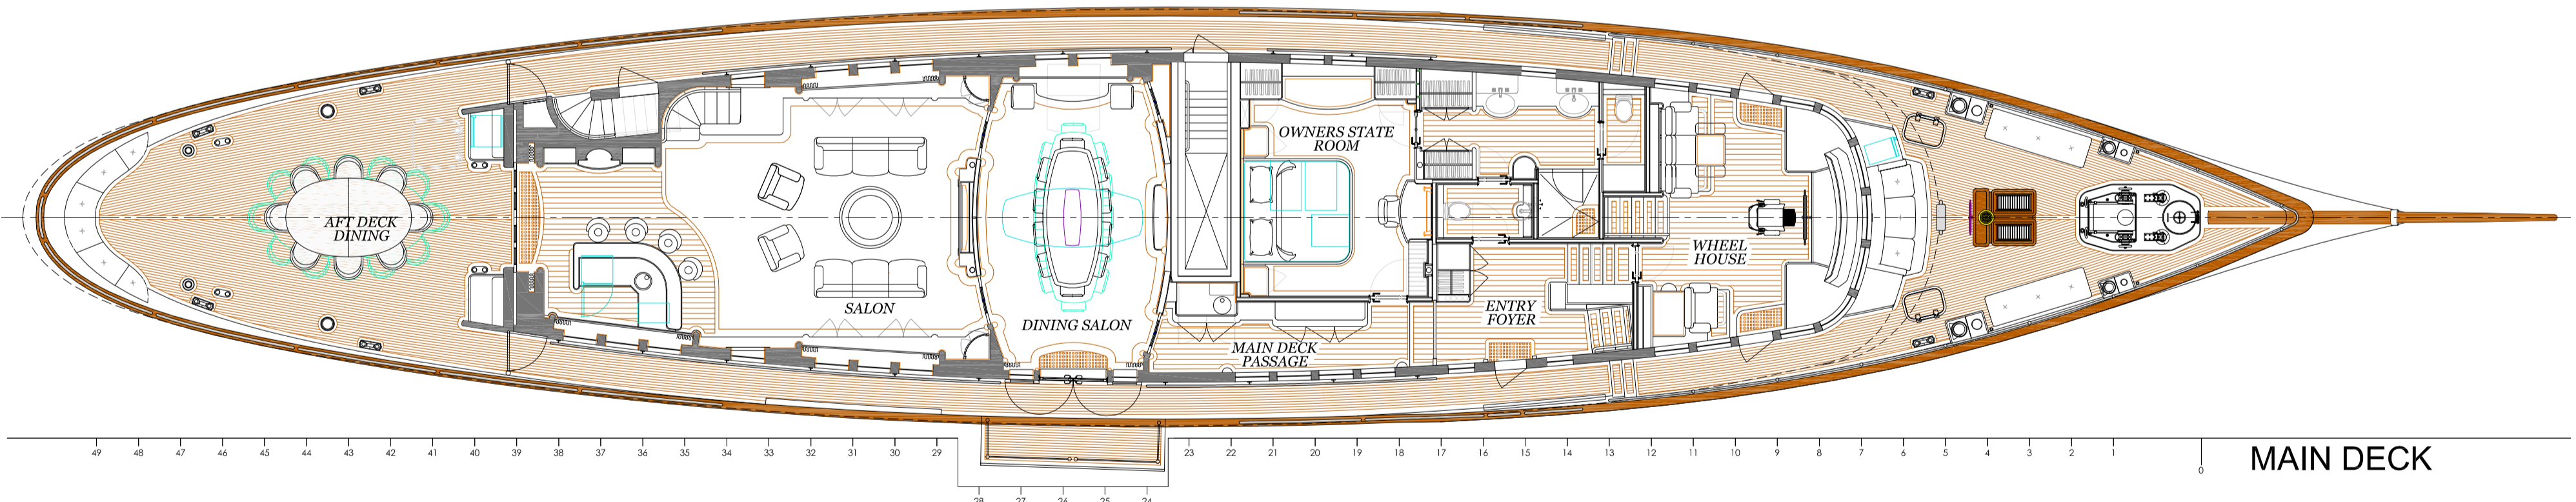 OWNERS STATE
ROOM
AFT DECK
DINING
WHEEL
HOUSE
SALON
DINING SALON
ENTRY
FOYER
MAIN DECK
PASSAGE
49 48 47 46 45 44 43 42 41 40 39 38 37 36 35 34 33 32 31 30 29 23 22 21 20 19 18 17 16 15 14 13 12 11 10 9 8 7 6 5 4 3 2 1
0
MAIN DECK
28 27 26 25 24